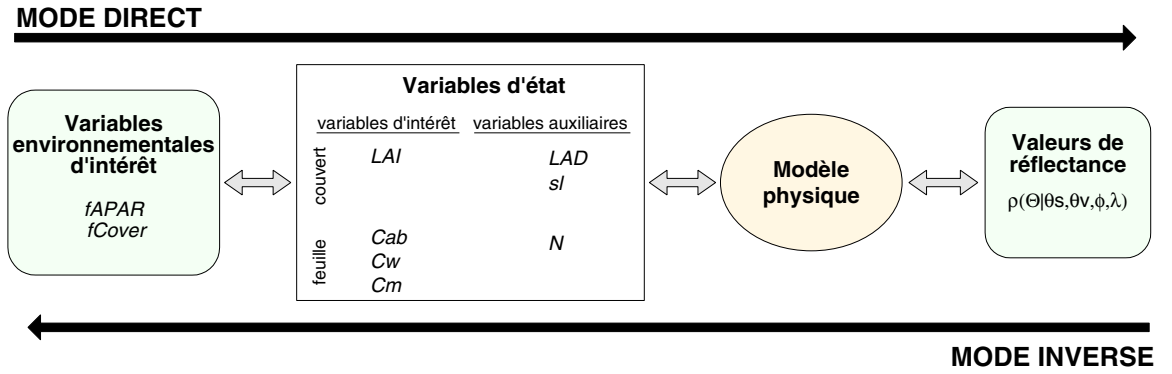 MODE DIRECT
Variables
environnementales
d'intérêt
fAPAR
fCover
Variables d'état
variables d'intérêt variables auxiliaires
couvert
LAI LAD
sl
feuille
Cab N
Cw
Cm
Modèle
physique
Valeurs de
réflectance
ρ(Θ|θs,θv,ϕ,λ)
MODE INVERSE